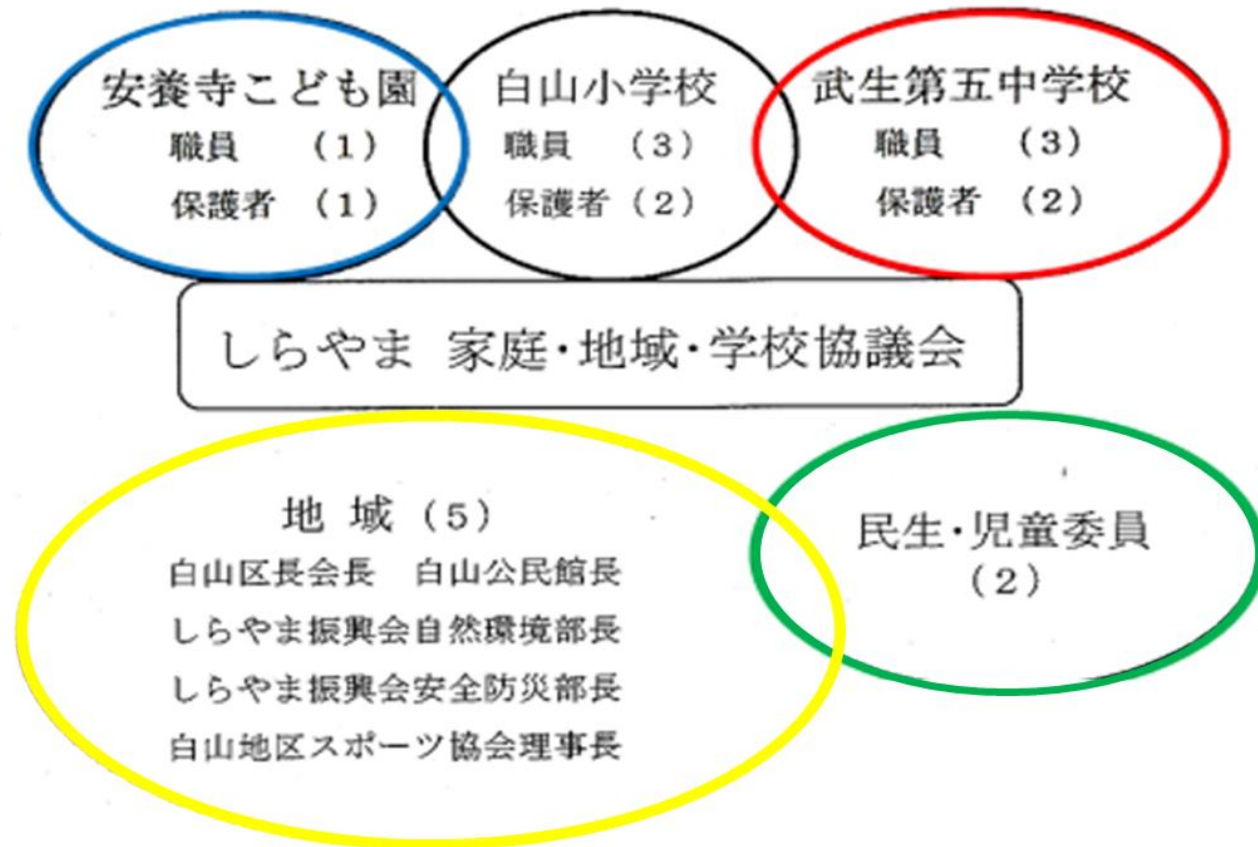 安養寺こども園
職員 (1)
保護者 (1)
白山小学校
職員 (3)
保護者 (2)
武生第五中学校
職員 (3)
保護者 (2)
しらやま 家庭・地域・学校協議会
地 域 (5)
白山区長会長 白山公民館長
しらやま振興会自然環境部長
しらやま振興会安全防災部長
白山地区スポーツ協会理事長
民生・児童委員
(2)